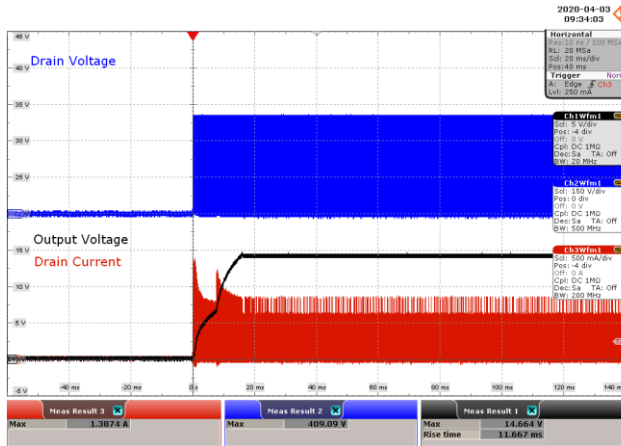 2020-04-03
09:34:03
Horizontal
Res:10 ns / 100 MSa
RL: 20 MSa
Scl: 20 ms/div
Pos:40 ms
Trigger Norm
A: Edge Ch3
Lvl: 250 mA
45 V
Drain Voltage
40 V
35 V
30 V
25 V
Ch1Wfm1
Scl: 5 V/div
Pos: -4 div
Off: 0 V
Cpl: DC 1MΩ
Dec:Sa TA: Off
BW: 20 MHz
Ch2Wfm1
Scl: 150 V/div
Pos: 0 div
Off: 0 V
Cpl: DC 1MΩ
Dec:Sa TA: Off
BW: 500 MHz
Output Voltage
15 V
Drain Current
10 V
5 V
Ch3Wfm1
Scl: 500 mA/div
Pos: -4 div
Off: 0 A
Cpl: DC 1MΩ
Dec:Sa TA: Off
BW: 200 MHz
-5 V
-40 ms
-20 ms
0 s
20 ms
40 ms
60 ms
80 ms
100 ms
120 ms
140 ms
Meas Result 3
Meas Result 2
Meas Result 1
Max 1.3874 A
Max 409.09 V
Max 14.664 V
Rise time 11.667 ms